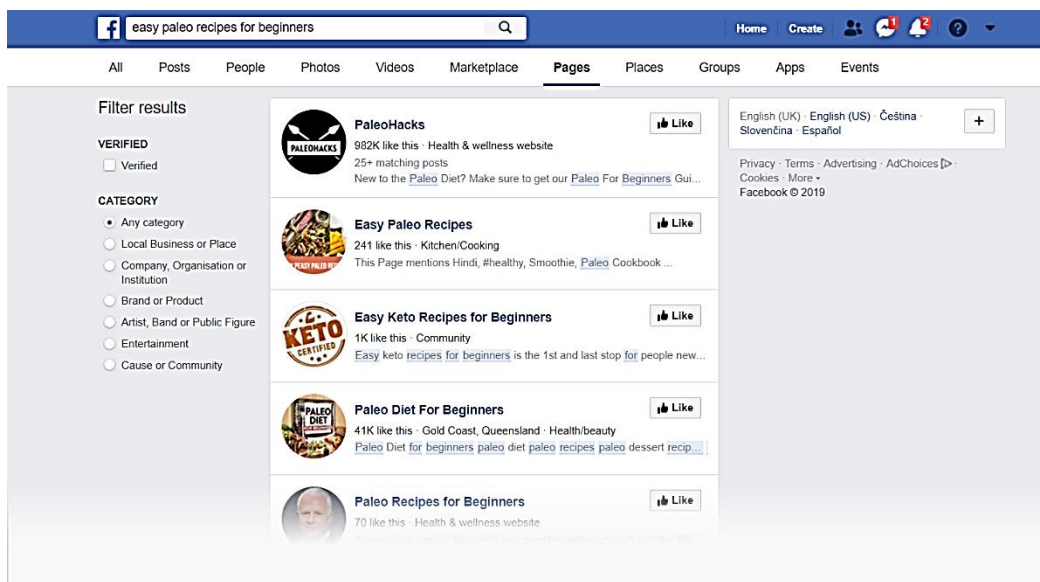 easy paleo recipes for beginners
Home Create 1 2 ?
All Posts People Photos Videos Marketplace Pages Places Groups Apps Events
Filter results
VERIFIED
Verified
CATEGORY
Any category
Local Business or Place
Company, Organisation or
Institution
Brand or Product
Artist, Band or Public Figure
Entertainment
Cause or Community
PALEOHACKS
PaleoHacks
Like
982K like this · Health & wellness website
25+ matching posts
New to the Paleo Diet? Make sure to get our Paleo For Beginners Gui...
Easy Paleo Recipes
Like
241 like this · Kitchen/Cooking
This Page mentions Hindi, #healthy, Smoothie, Paleo Cookbook ...
KETO
CERTIFIED
Easy Keto Recipes for Beginners
Like
1K like this · Community
Easy keto recipes for beginners is the 1st and last stop for people new...
PALEO
DIET
Paleo Diet For Beginners
Like
41K like this · Gold Coast, Queensland · Health/beauty
Paleo Diet for beginners paleo diet paleo recipes paleo dessert recip...
Paleo Recipes for Beginners
Like
70 like this · Health & wellness website
English (UK) · English (US) · Čeština ·
Slovenčina · Español
+
Privacy · Terms · Advertising · AdChoices ·
Cookies · More
Facebook © 2019